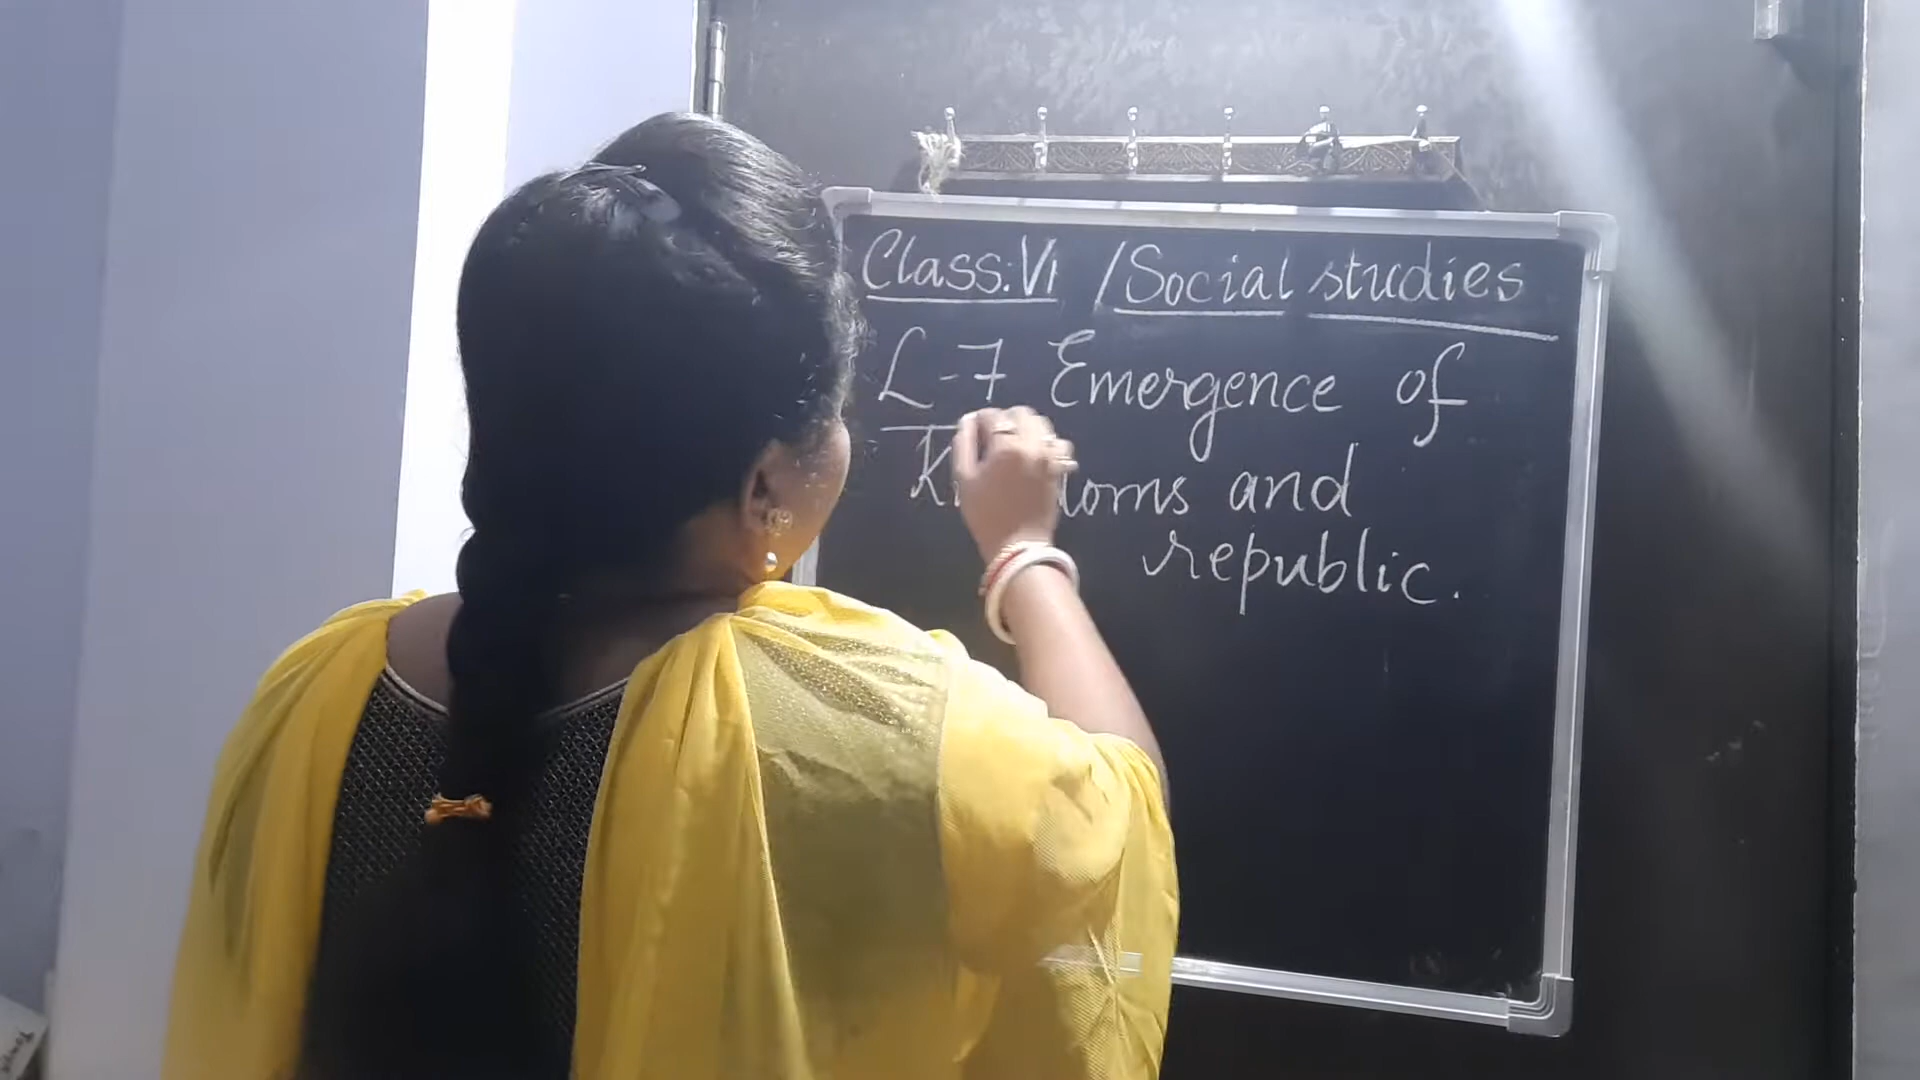 Class: VI / Social studies
L-7 Emergence of
and
republic.